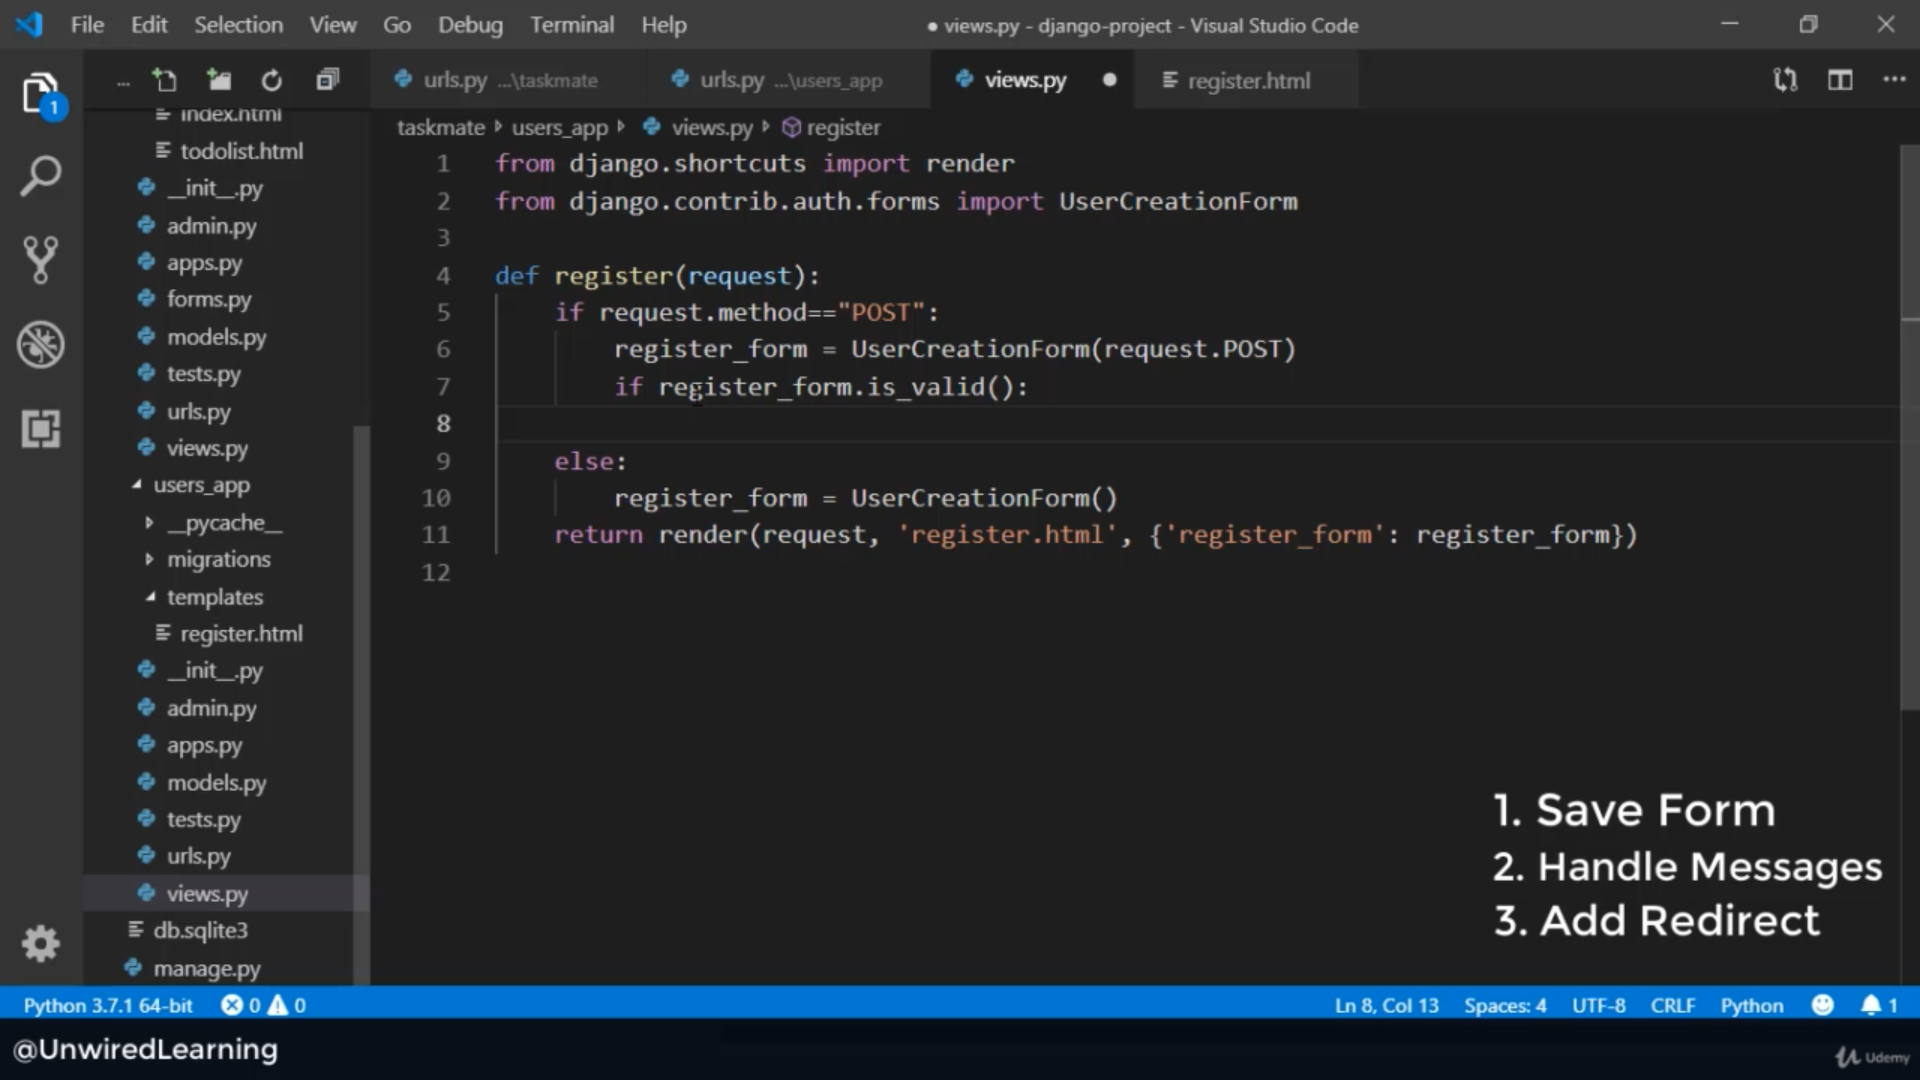 File Edit Selection View Go Debug Terminal Help
● views.py - django-project - Visual Studio Code
1
...
urls.py ...\taskmate
urls.py ...\users_app
views.py ●
register.html
...
index.html
todolist.html
__init__.py
admin.py
apps.py
forms.py
models.py
tests.py
urls.py
views.py
users_app
__pycache__
migrations
templates
register.html
__init__.py
admin.py
apps.py
models.py
tests.py
urls.py
views.py
db.sqlite3
manage.py
taskmate users_app views.py register
1 from django.shortcuts import render
2 from django.contrib.auth.forms import UserCreationForm
3
4 def register(request):
5 if request.method=="POST":
6 register_form = UserCreationForm(request.POST)
7 if register_form.is_valid():
8
9 else:
10 register_form = UserCreationForm()
11 return render(request, 'register.html', {'register_form': register_form})
12
1. Save Form
2. Handle Messages
3. Add Redirect
Python 3.7.1 64-bit 0 0
Ln 8, Col 13 Spaces: 4 UTF-8 CRLF Python 1
@UnwiredLearning
Udemy